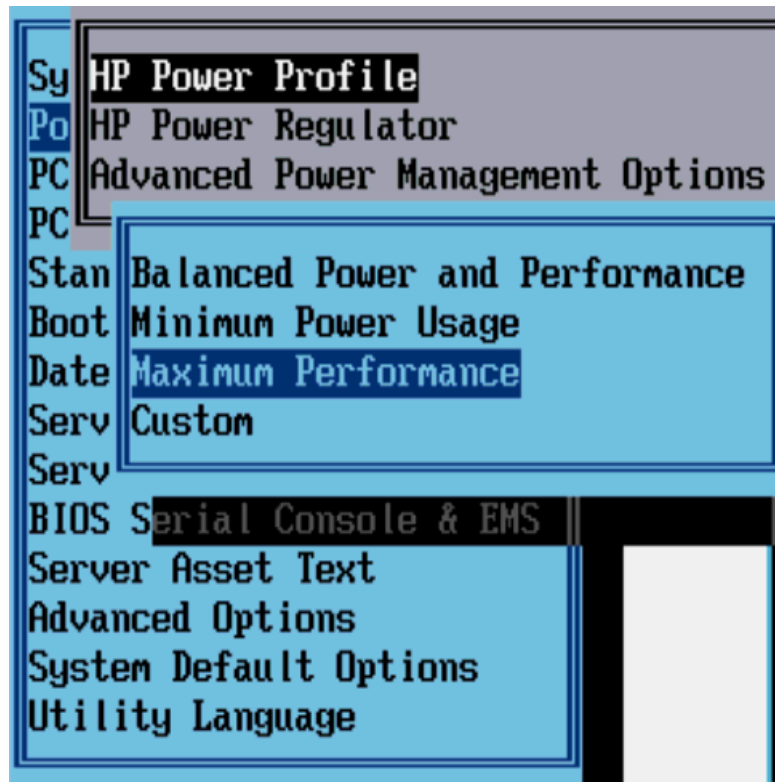 HP Power Profile
HP Power Regulator
Advanced Power Management Options
Balanced Power and Performance
Minimum Power Usage
Maximum Performance
Custom
Sy
Po
PC
PC
Stan
Boot
Date
Serv
Serv
BIOS Serial Console & EMS
Server Asset Text
Advanced Options
System Default Options
Utility Language